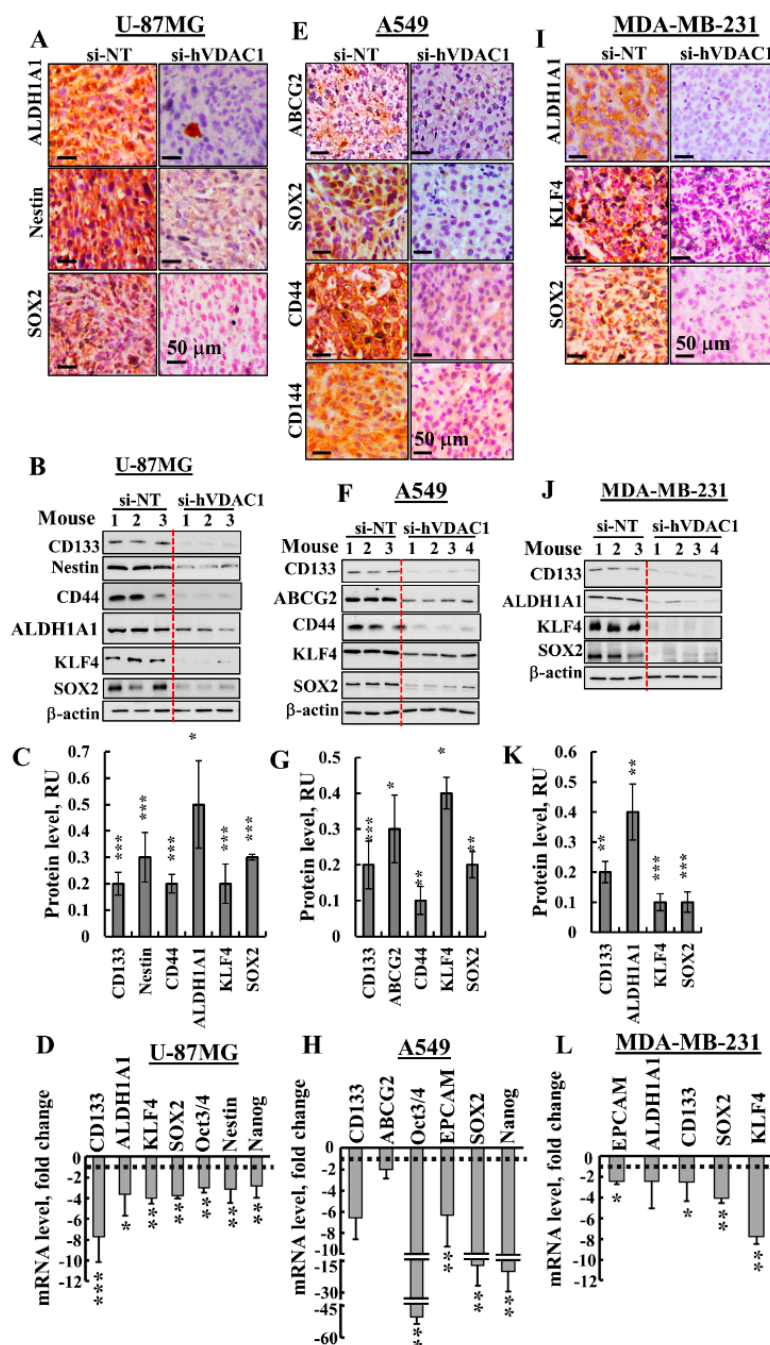 U-87MG
A
si-NT si-hVDAC1
ALDH1A1
Nestin
SOX2
50 μm
A549
E
si-NT si-hVDAC1
ABCG2
SOX2
CD44
CD144
50 μm
MDA-MB-231
I
si-NT si-hVDAC1
ALDH1A1
KLF4
SOX2
50 μm
B
U-87MG
si-NT si-hVDAC1
Mouse 1 2 3 1 2 3
CD133
Nestin
CD44
ALDH1A1
KLF4
SOX2
β-actin
F
A549
si-NT si-hVDAC1
Mouse 1 2 3 1 2 3 4
CD133
ABCG2
CD44
KLF4
SOX2
β-actin
J
MDA-MB-231
si-NT si-hVDAC1
Mouse 1 2 3 1 2 3 4
CD133
ALDH1A1
KLF4
SOX2
β-actin
C
Protein level, RU
0.7
0.6
0.5
0.4
0.3
0.2
0.1
0
*** *** *** * *** ***
CD133 Nestin CD44 ALDH1A1 KLF4 SOX2
G
Protein level, RU
0.5
0.4
0.3
0.2
0.1
0
*** * ** * **
CD133 ABCG2 CD44 KLF4 SOX2
K
Protein level, RU
0.6
0.5
0.4
0.3
0.2
0.1
0
** ** *** ***
CD133 ALDH1A1 KLF4 SOX2
D
U-87MG
mRNA level, fold change
CD133 ALDH1A1 KLF4 SOX2 Oct3/4 Nestin Nanog
0
-2
-4
-6
-8
-10
-12
*** * ** ** ** ** **
H
A549
mRNA level, fold change
CD133 ABCG2 Oct3/4 EPCAM SOX2 Nanog
0
-2
-4
-6
-8
-10
-15
-30
-45
-60
** ** ** **
L
MDA-MB-231
mRNA level, fold change
EPCAM ALDH1A1 CD133 SOX2 KLF4
0
-2
-4
-6
-8
-10
-12
* * ** **